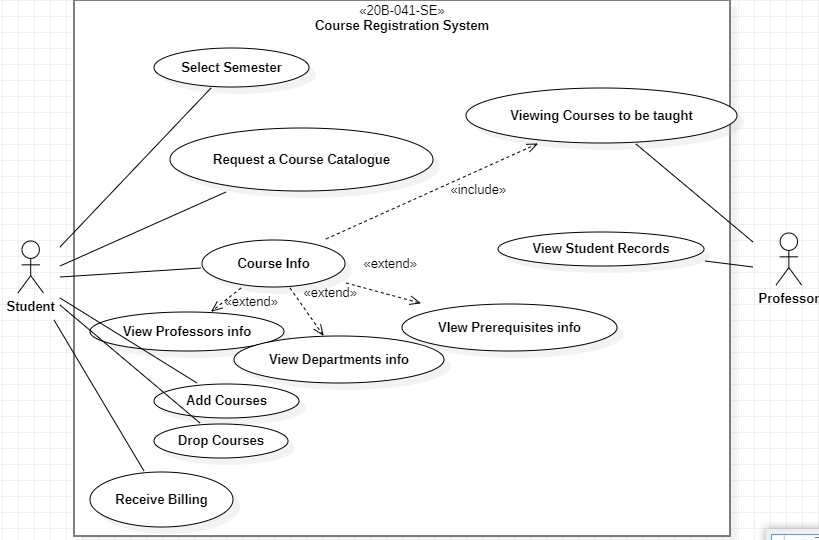 «20B-041-SE»
Course Registration System
Select Semester
Viewing Courses to be taught
Request a Course Catalogue
«include»
View Student Records
Course Info
«extend»
Student
Professor
«extend»
«extend»
View Professors info
VIew Prerequisites info
View Departments info
Add Courses
Drop Courses
Receive Billing